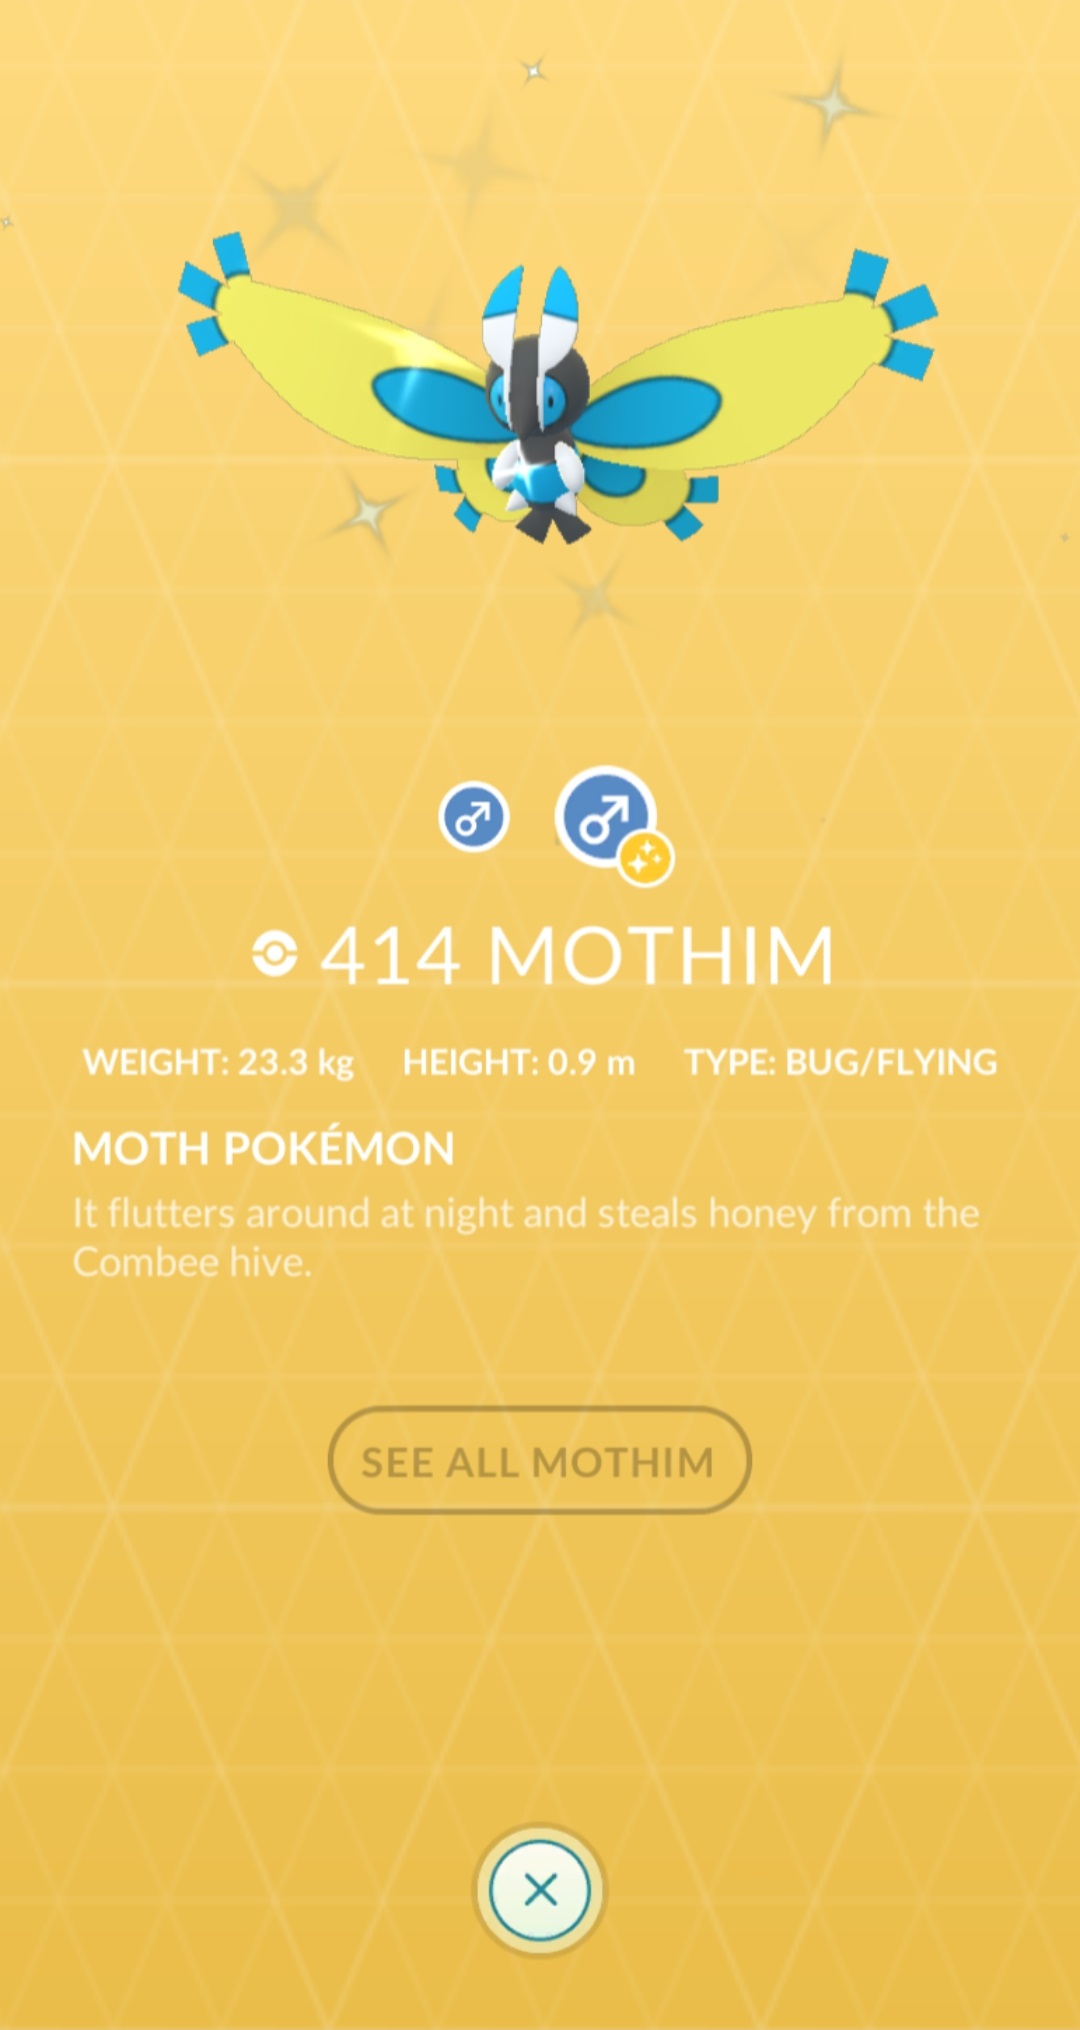 414 MOTHIM
WEIGHT: 23.3 kg HEIGHT: 0.9 m TYPE: BUG/FLYING
MOTH POKÉMON
It flutters around at night and steals honey from the
Combee hive.
SEE ALL MOTHIM